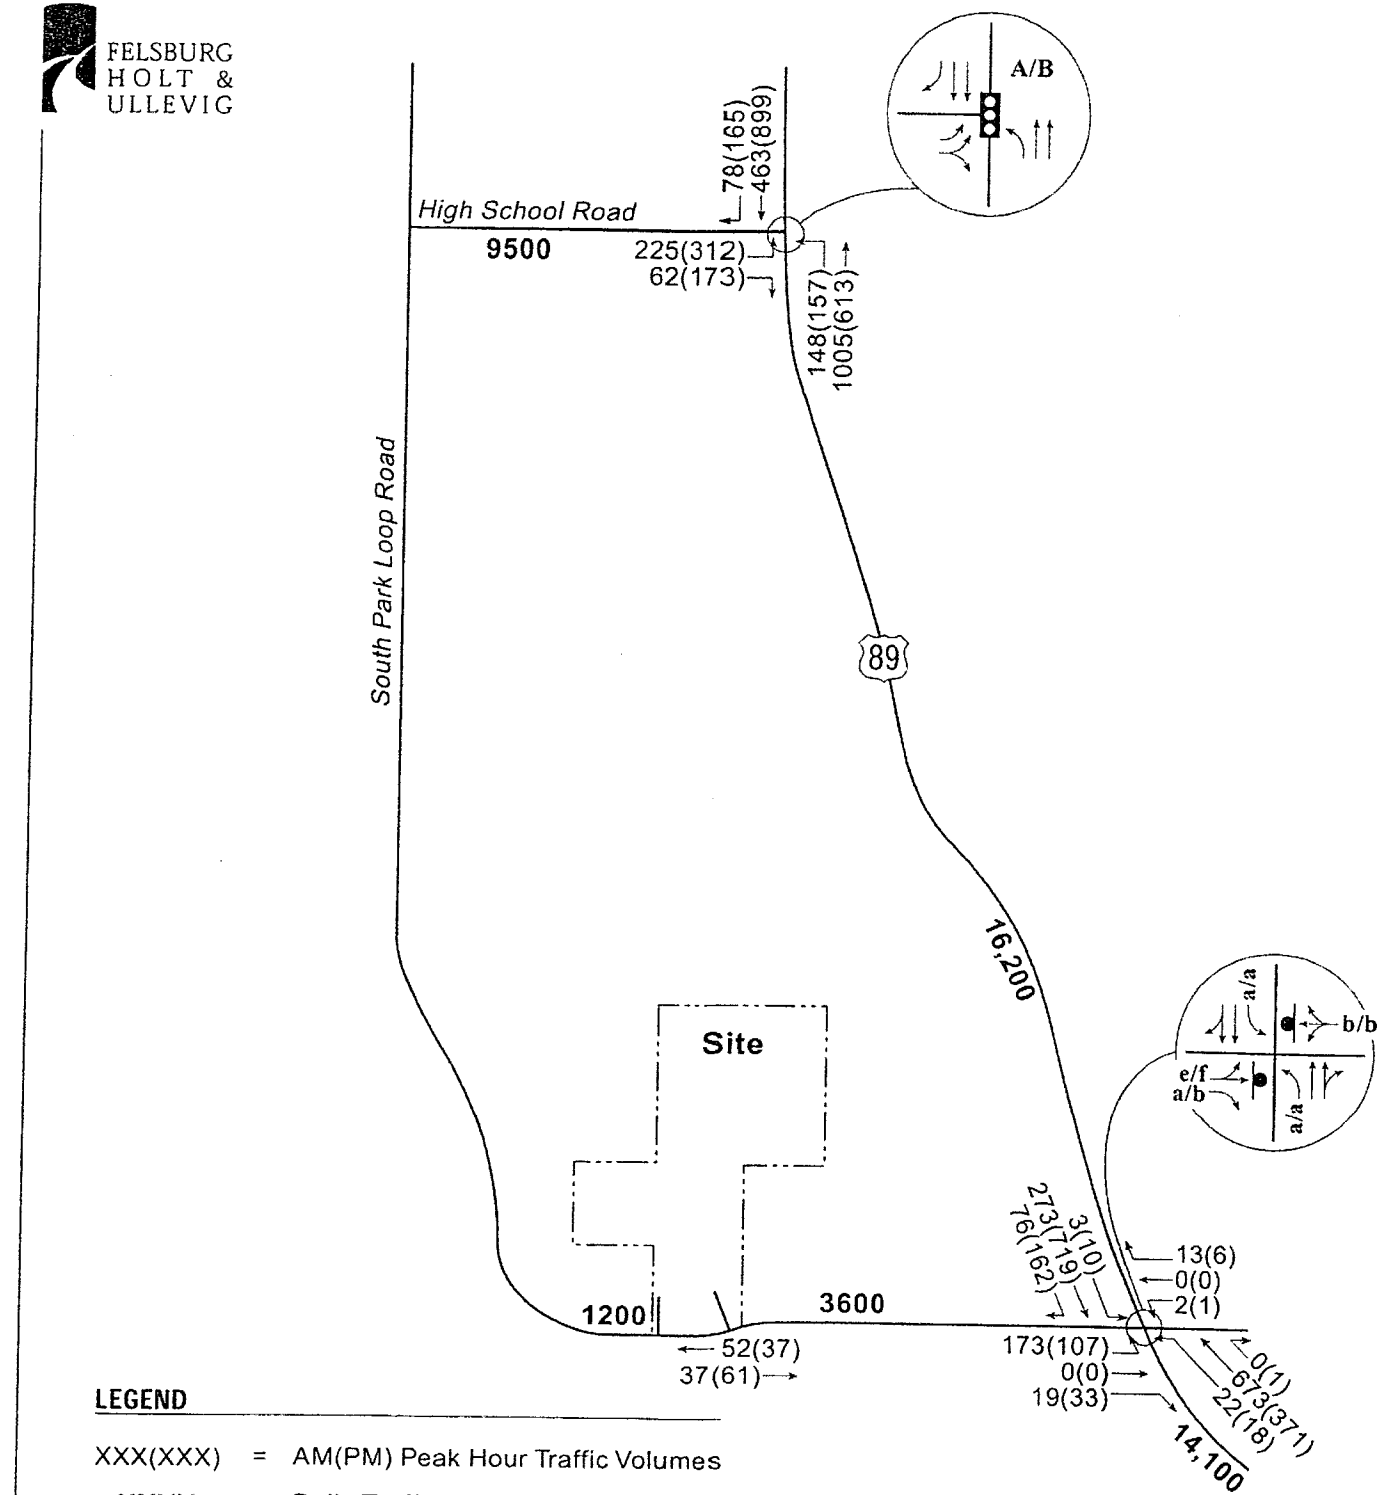 FELSBURG
HOLT &
ULLEVIG
A/B
78(165)
463(899)
High School Road
9500
225(312)
62(173)
148(157)
1005(613)
South Park Loop Road
89
16,200
a/a
b/b
e/f
a/b
a/a
Site
273(719)
76(162)
3(10)
13(6)
0(0)
2(1)
1200
3600
52(37)
37(61)
173(107)
0(0)
19(33)
0(1)
673(371)
22(18)
14,100
LEGEND
XXX(XXX) = AM(PM) Peak Hour Traffic Volumes